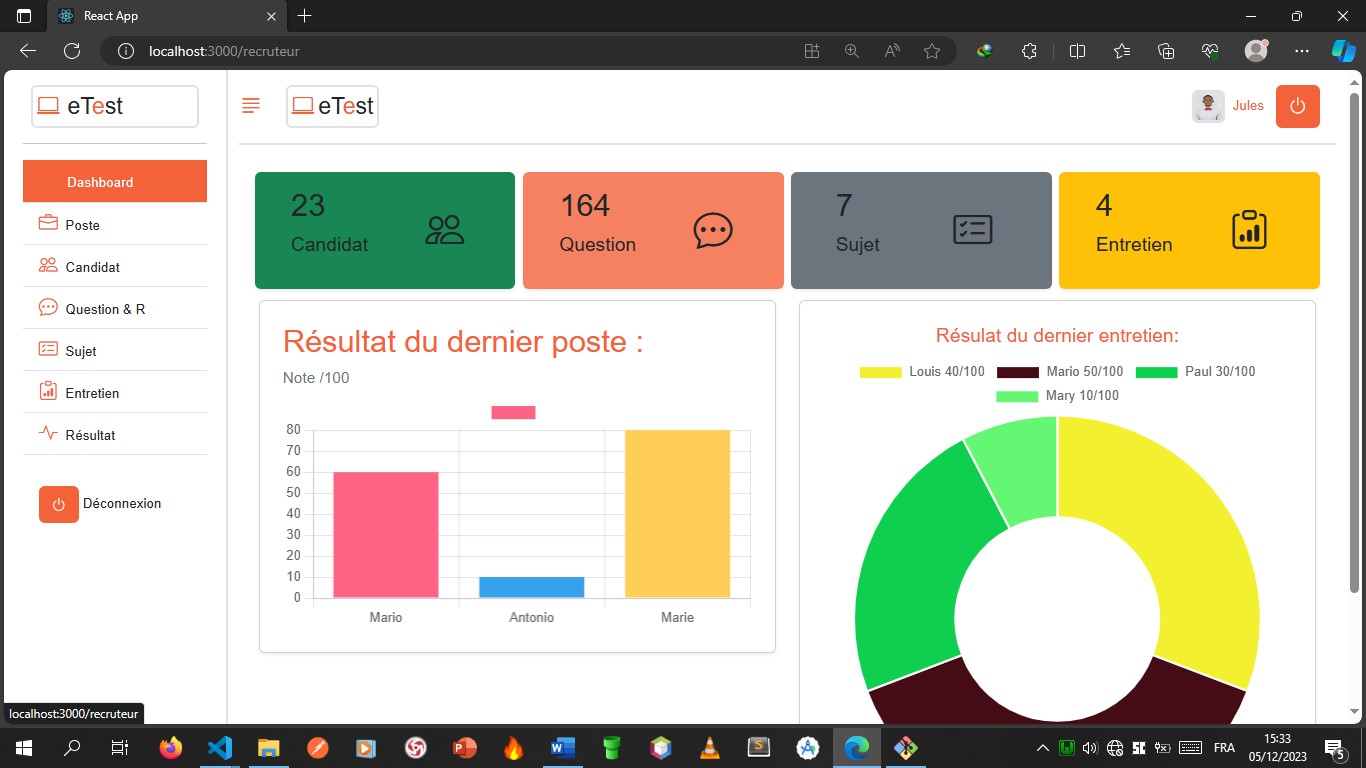 React App
localhost:3000/recruteur
eTest
eTest
Jules
Dashboard
Poste
Candidat
Question & R
Sujet
Entretien
Résultat
Déconnexion
23
Candidat
164
Question
7
Sujet
4
Entretien
Résultat du dernier poste :
Note /100
80
70
60
50
40
30
20
10
0
Mario
Antonio
Marie
Résulat du dernier entretien:
Louis 40/100
Mario 50/100
Paul 30/100
Mary 10/100
localhost:3000/recruteur
FRA
15:33
05/12/2023
5